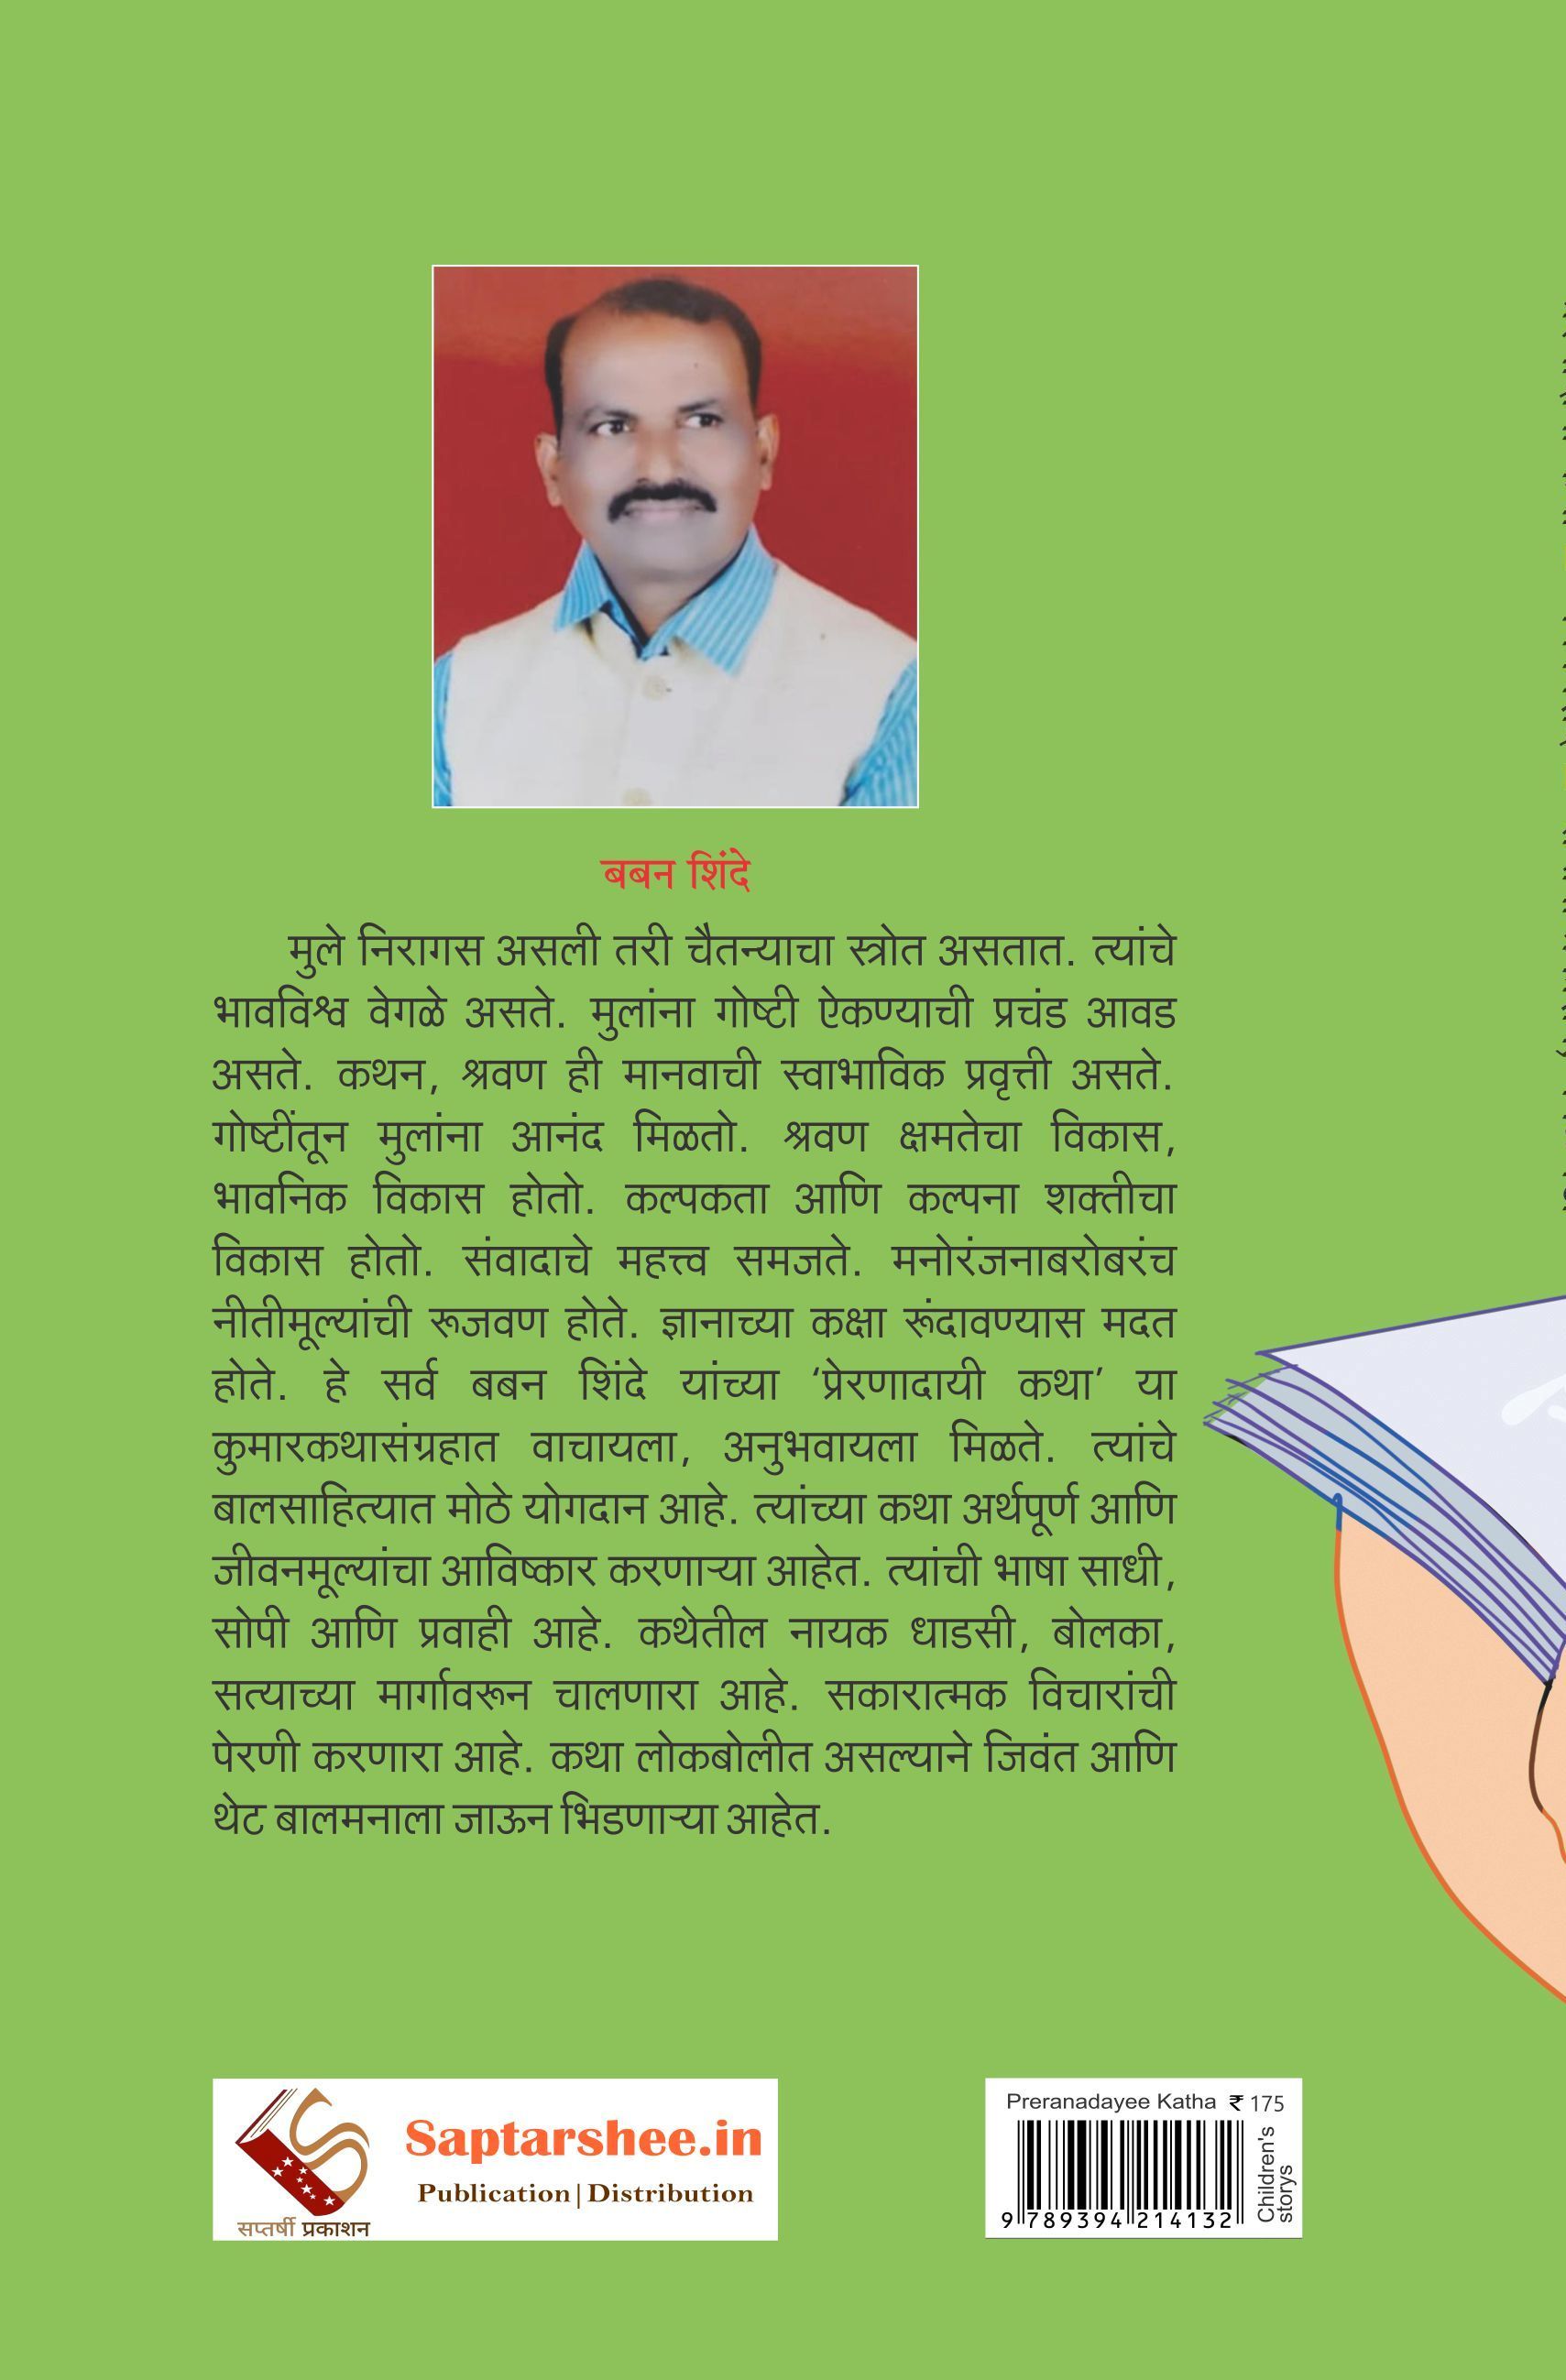 बबन शिंदे
मुले निरागस असली तरी चैतन्याचा स्त्रोत असतात. त्यांचे
भावविश्व वेगळे असते. मुलांना गोष्टी ऐकण्याची प्रचंड आवड
असते. कथन, श्रवण ही मानवाची स्वाभाविक प्रवृत्ती असते.
गोष्टींतून मुलांना आनंद मिळतो. श्रवण क्षमतेचा विकास,
भावनिक विकास होतो. कल्पकता आणि कल्पना शक्तीचा
विकास होतो. संवादाचे महत्त्व समजते. मनोरंजनाबरोबरंच
नीतीमूल्यांची रूजवण होते. ज्ञानाच्या कक्षा रूंदावण्यास मदत
होते. हे सर्व बबन शिंदे यांच्या ‘प्रेरणादायी कथा’ या
कुमारकथासंग्रहात वाचायला, अनुभवायला मिळते. त्यांचे
बालसाहित्यात मोठे योगदान आहे. त्यांच्या कथा अर्थपूर्ण आणि
जीवनमूल्यांचा आविष्कार करणाऱ्या आहेत. त्यांची भाषा साधी,
सोपी आणि प्रवाही आहे. कथेतील नायक धाडसी, बोलका,
सत्याच्या मार्गावरून चालणारा आहे. सकारात्मक विचारांची
पेरणी करणारा आहे. कथा लोकबोलीत असल्याने जिवंत आणि
थेट बालमनाला जाऊन भिडणाऱ्या आहेत.
Saptarshee.in
Publication|Distribution
सप्तर्षी प्रकाशन
Preranadayee Katha ₹ 175
Children's
storys
9 789394 214132